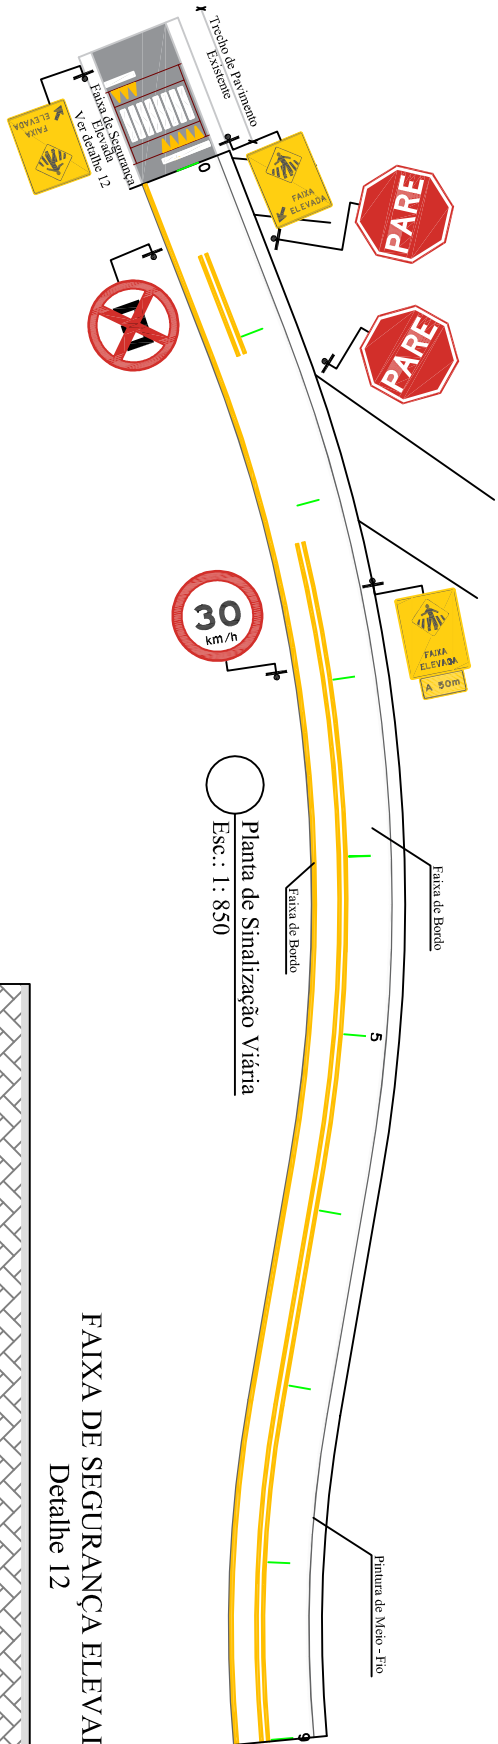 Trecho de Pavimento
Existente
Faixa de Segurança
Elevada
Ver detalhe 12
FAIXA
ELEVADA
FAIXA
ELEVADA
0
PARE
PARE
30
km/h
FAIXA
ELEVADA
A 50m
Planta de Sinalização Viária
Esc.: 1: 850
Faixa de Bordo
Faixa de Bordo
5
Pintura de Meio - Fio
9
FAIXA DE SEGURANÇA ELEVA
Detalhe 12